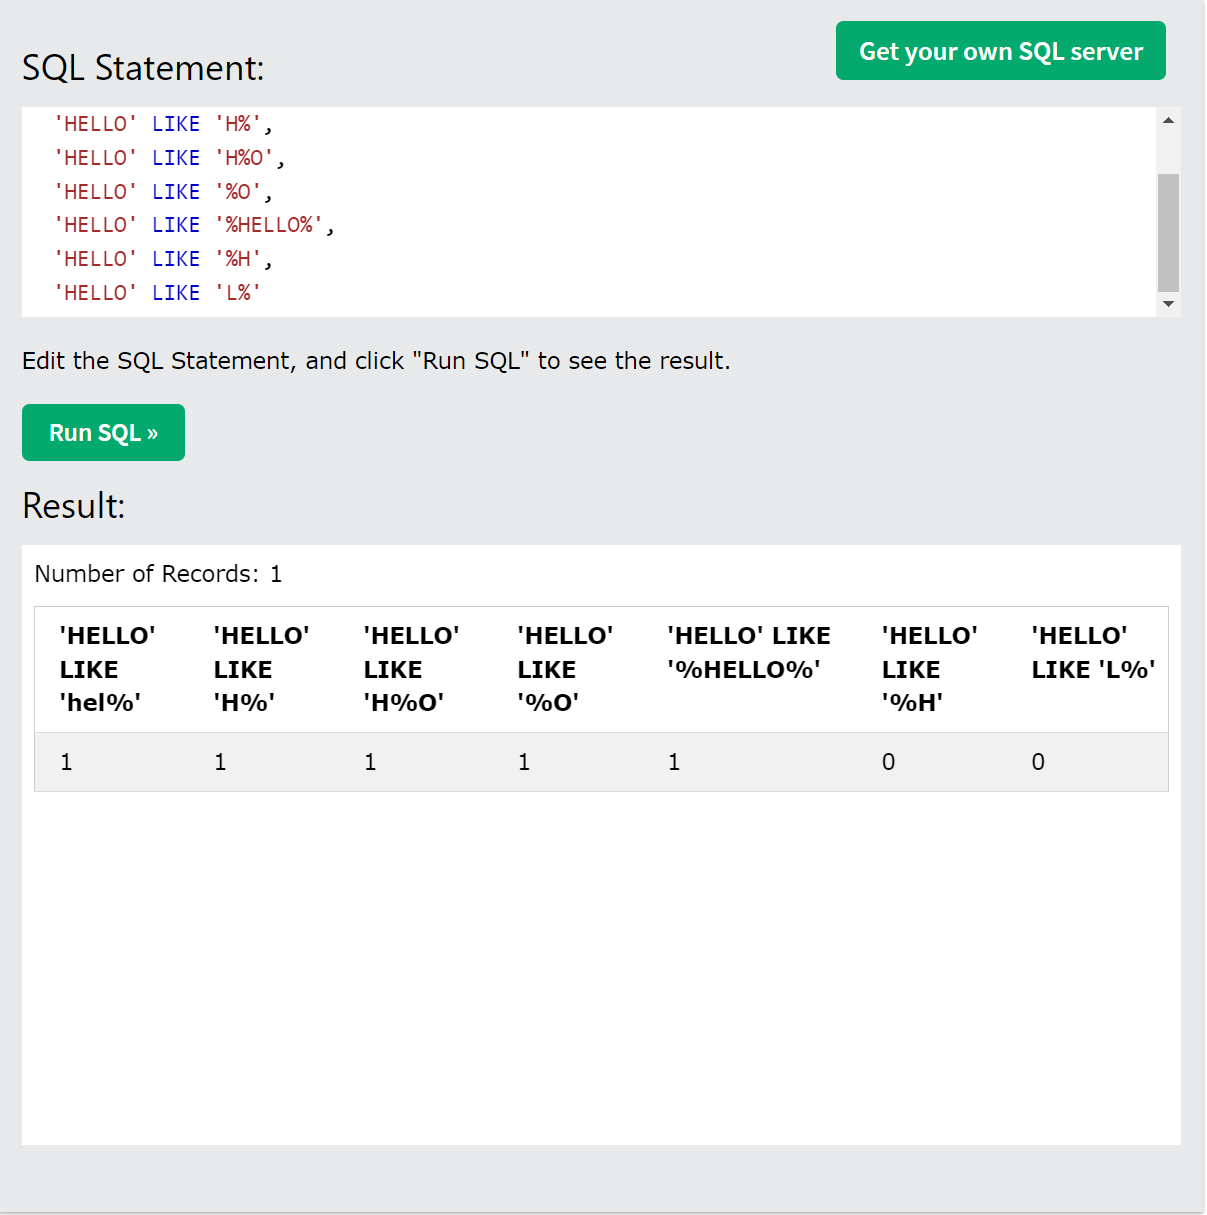 Get your own SQL server
SQL Statement:
'HELLO' LIKE 'H%',
'HELLO' LIKE 'H%O',
'HELLO' LIKE '%O',
'HELLO' LIKE '%HELLO%',
'HELLO' LIKE '%H',
'HELLO' LIKE 'L%'
Edit the SQL Statement, and click "Run SQL" to see the result.
Run SQL »
Result:
Number of Records: 1
'HELLO' LIKE 'hel%' 'HELLO' LIKE 'H%' 'HELLO' LIKE 'H%O' 'HELLO' LIKE '%O' 'HELLO' LIKE '%HELLO%' 'HELLO' LIKE '%H' 'HELLO' LIKE 'L%'
1 1 1 1 1 0 0